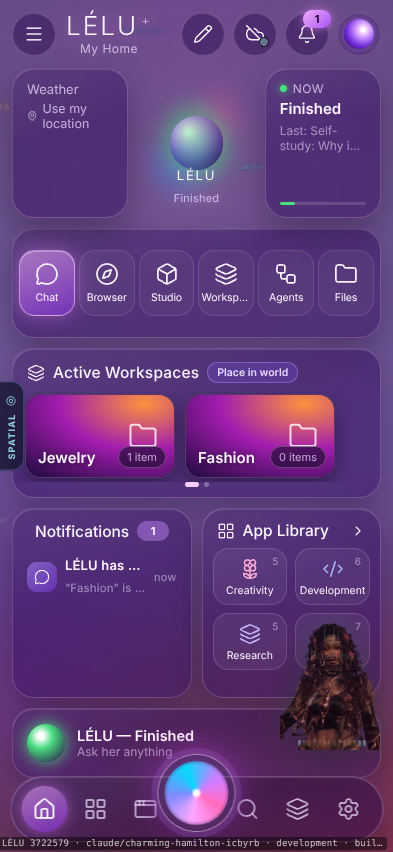 LÉLU +
My Home
1
Weather
Use my
location
LÉLU
Finished
NOW
Finished
Last: Self-
study: Why i...
Chat
Browser
Studio
Worksp...
Agents
Files
Active Workspaces
Place in world
SPATIAL
Jewelry
1 item
Fashion
0 items
Notifications
1
LÉLU has ...
now
“Fashion” is ...
App Library
5
Creativity
6
Development
5
Research
7
LÉLU — Finished
Ask her anything
LÉLU 3722579 · claude/charming-hamilton-icbyrb · development · buil…